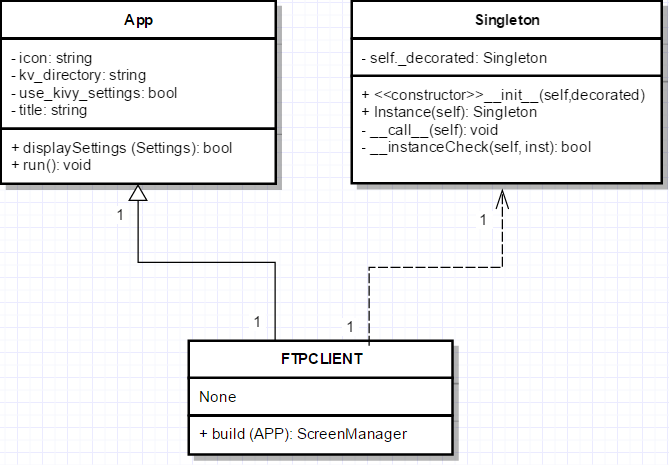 App
- icon: string
- kv_directory: string
- use_kivy_settings: bool
- title: string
+ displaySettings (Settings): bool
+ run(): void
Singleton
- self._decorated: Singleton
+ <<constructor>>__init__(self,decorated)
+ Instance(self): Singleton
- __call__(self): void
- __instanceCheck(self, inst): bool
1
1
1
1
FTPCLIENT
None
+ build (APP): ScreenManager